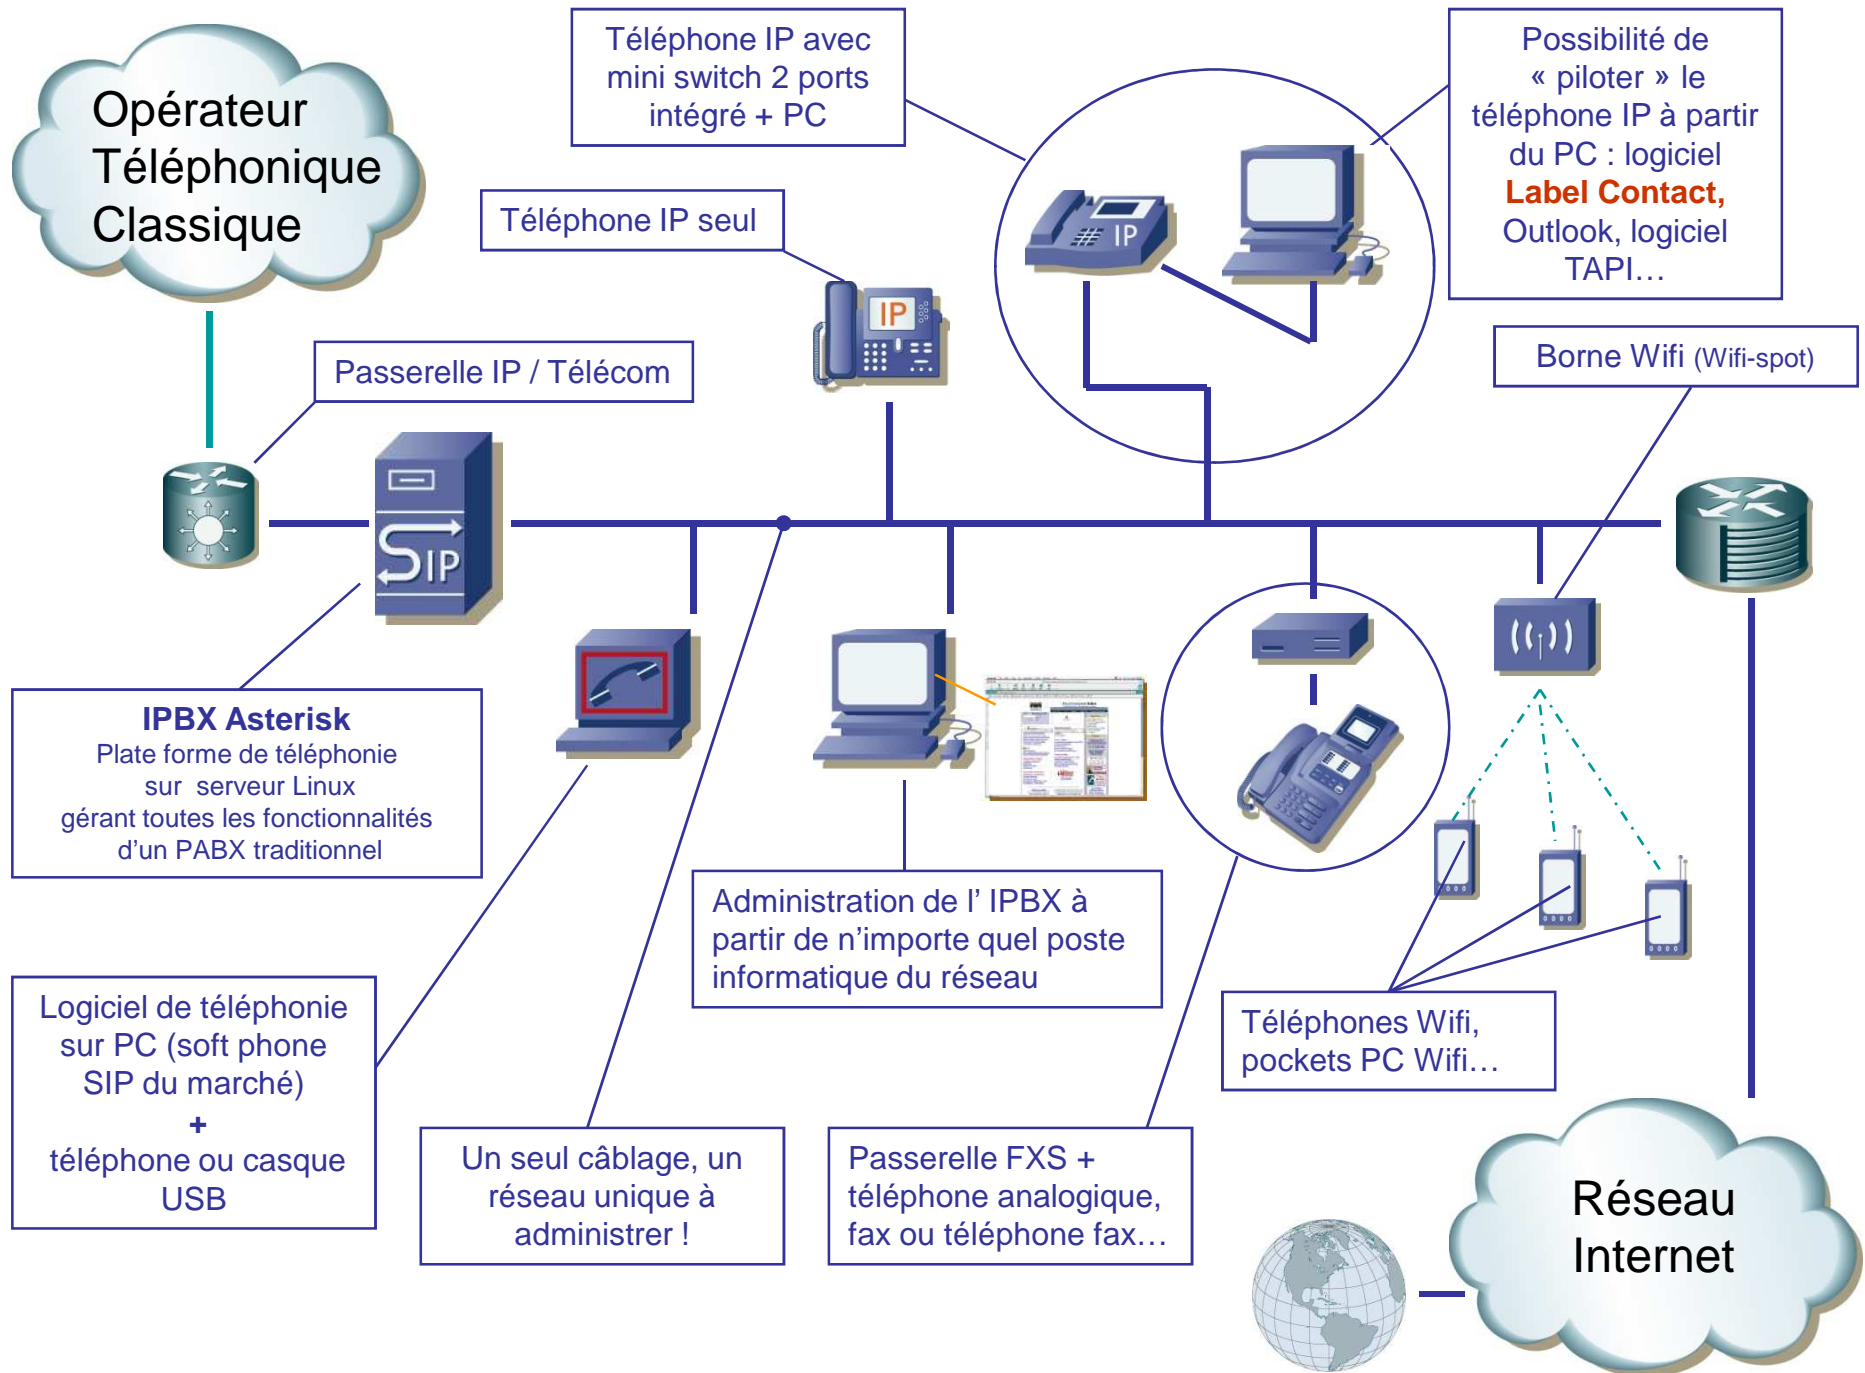 Opérateur
Téléphonique
Classique
Téléphone IP avec
mini switch 2 ports
intégré + PC
Possibilité de
« piloter » le
téléphone IP à partir
du PC : logiciel
Label Contact,
Outlook, logiciel
TAPI…
Téléphone IP seul
IP
IP
Passerelle IP / Télécom
Borne Wifi (Wifi-spot)
SIP
IPBX Asterisk
Plate forme de téléphonie
sur serveur Linux
gérant toutes les fonctionnalités
d’un PABX traditionnel
Administration de l’ IPBX à
partir de n’importe quel poste
informatique du réseau
Logiciel de téléphonie
sur PC (soft phone
SIP du marché)
+
téléphone ou casque
USB
Téléphones Wifi,
pockets PC Wifi…
Un seul câblage, un
réseau unique à
administrer !
Passerelle FXS +
téléphone analogique,
fax ou téléphone fax…
Réseau
Internet